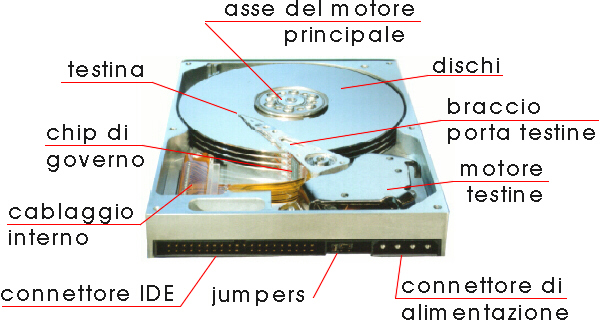 asse del motore
principale
testina
dischi
braccio
porta testine
chip di
governo
motore
testine
cablaggio
interno
connettore IDE
jumpers
connettore di
alimentazione